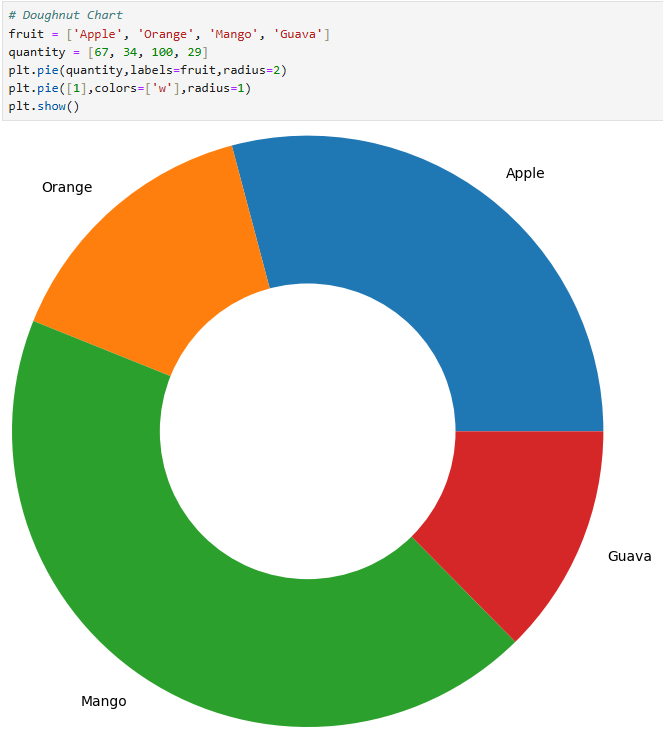 # Doughnut Chart
fruit = ['Apple', 'Orange', 'Mango', 'Guava']
quantity = [67, 34, 100, 29]
plt.pie(quantity,labels=fruit,radius=2)
plt.pie([1],colors=['w'],radius=1)
plt.show()
Apple
Orange
Guava
Mango